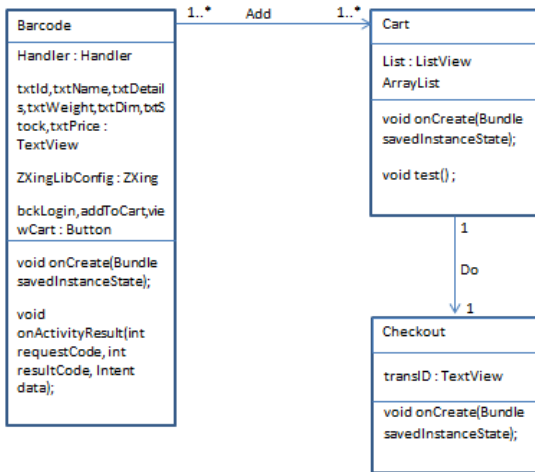 Barcode
Handler : Handler
txtId,txtName,txtDetail
s,txtWeight,txtDim,txtS
tock,txtPrice :
TextView
ZXingLibConfig : ZXing
bckLogin,addToCart,vie
wCart : Button
void onCreate(Bundle
savedInstanceState);
void
onActivityResult(int
requestCode, int
resultCode, Intent
data);
1..* Add 1..*
Cart
List : ListView
ArrayList
void onCreate(Bundle
savedInstanceState);
void test() ;
1
Do
1
Checkout
transID : TextView
void onCreate(Bundle
savedInstanceState);